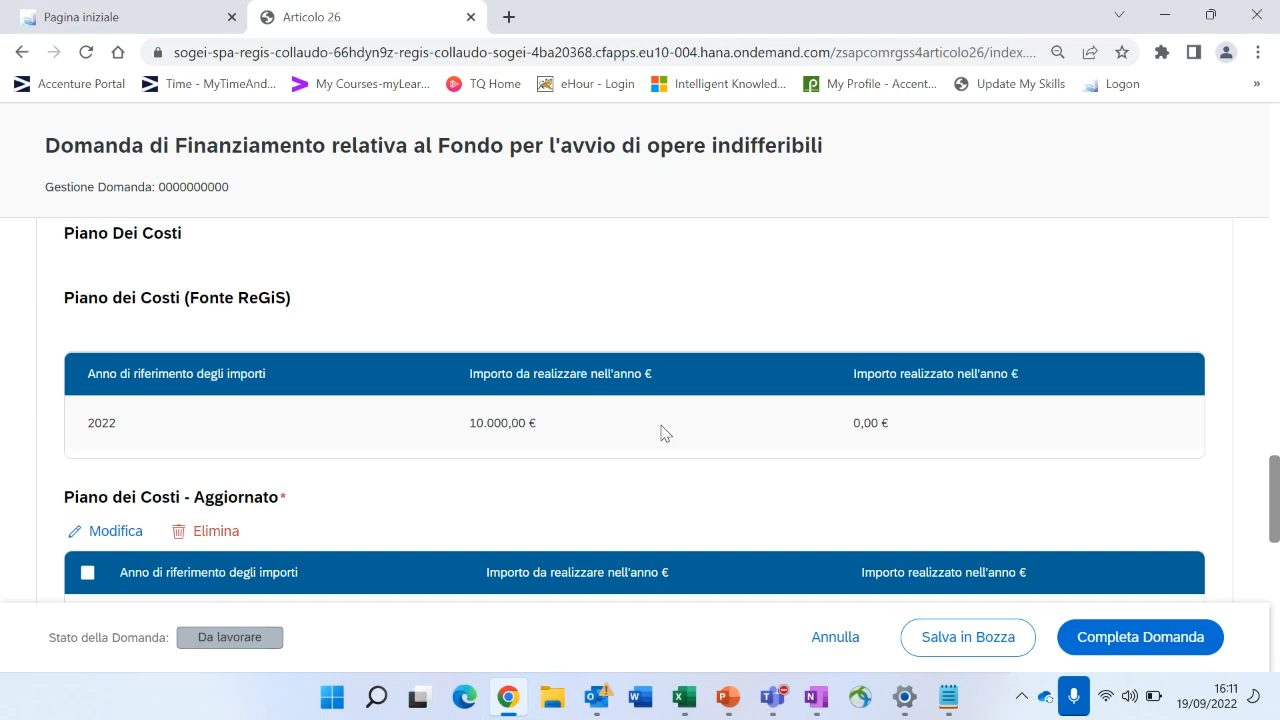 Pagina iniziale
Articolo 26
sogei-spa-regis-collaudo-66hdyn9z-regis-collaudo-sogei-4ba20368.cfapps.eu10-004.hana.ondemand.com/zsapcomrgss4articolo26/index....
Accenture Portal
Time - MyTimeAnd...
My Courses-myLear...
TQ Home
eHour - Login
Intelligent Knowled...
My Profile - Accent...
Update My Skills
Logon
»
Domanda di Finanziamento relativa al Fondo per l'avvio di opere indifferibili
Gestione Domanda: 0000000000
Piano Dei Costi
Piano dei Costi (Fonte ReGiS)
Anno di riferimento degli importi Importo da realizzare nell'anno € Importo realizzato nell'anno €
2022 10.000,00 € 0,00 €
Piano dei Costi - Aggiornato*
Modifica Elimina
Anno di riferimento degli importi Importo da realizzare nell'anno € Importo realizzato nell'anno €
Stato della Domanda: Da lavorare Annulla Salva in Bozza Completa Domanda
16:11
19/09/2022